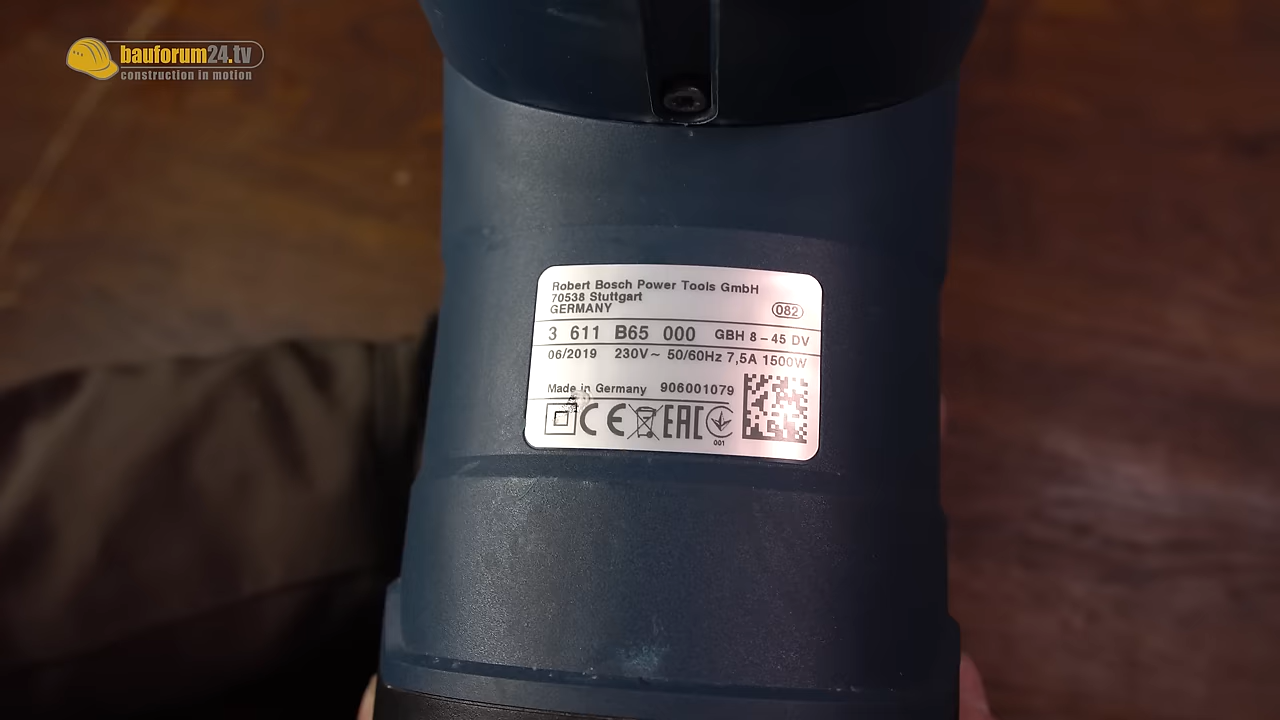 bauforum24.tv
construction in motion
Robert Bosch Power Tools GmbH
70538 Stuttgart
GERMANY
082
3 611 B65 000 GBH 8-45 DV
06/2019 230V~ 50/60Hz 7,5A 1500W
Made in Germany 906001079
CE EAC
001